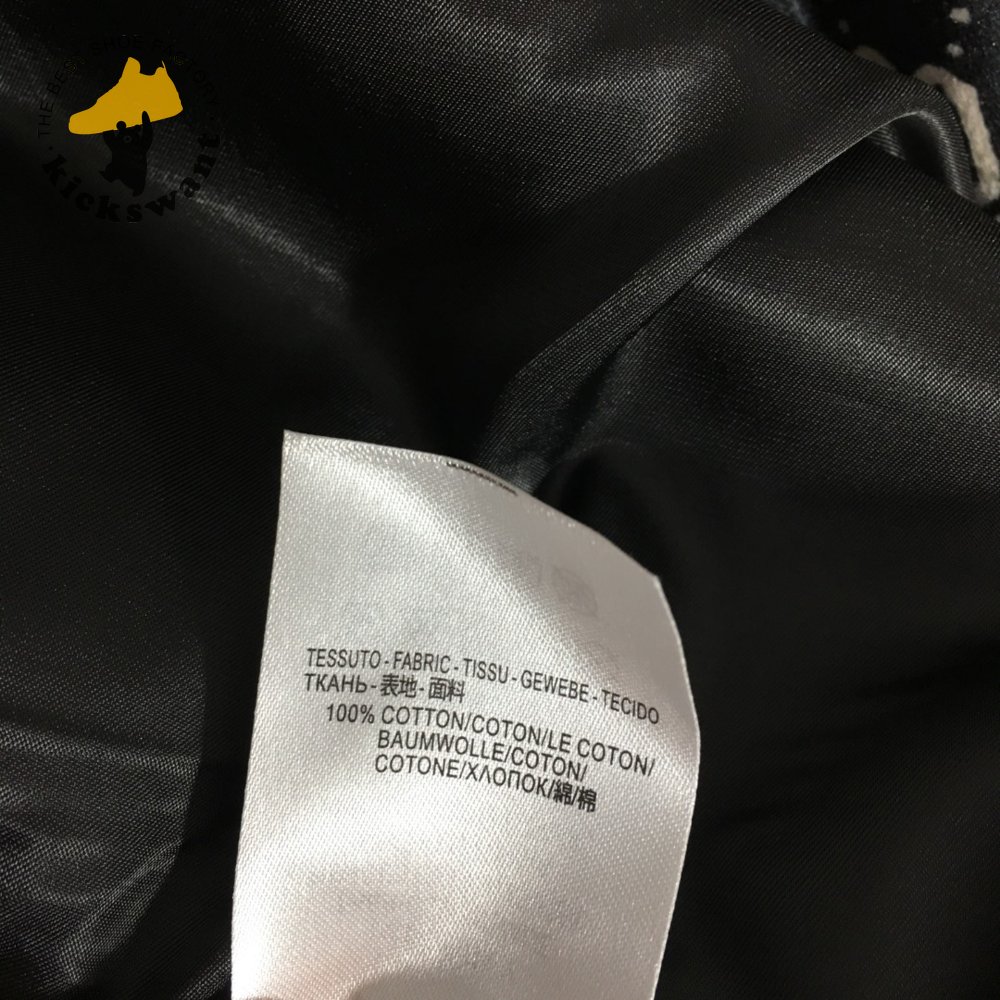 THE BEST SHOE FACTORY
kickswant
TESSUTO - FABRIC - TISSU - GEWEBE - TECIDO
ТКАНЬ - 表地 - 面料
100% COTTON/COTON/LE COTON/
BAUMWOLLE/COTON/
COTONE/ХЛОПОК/綿/棉